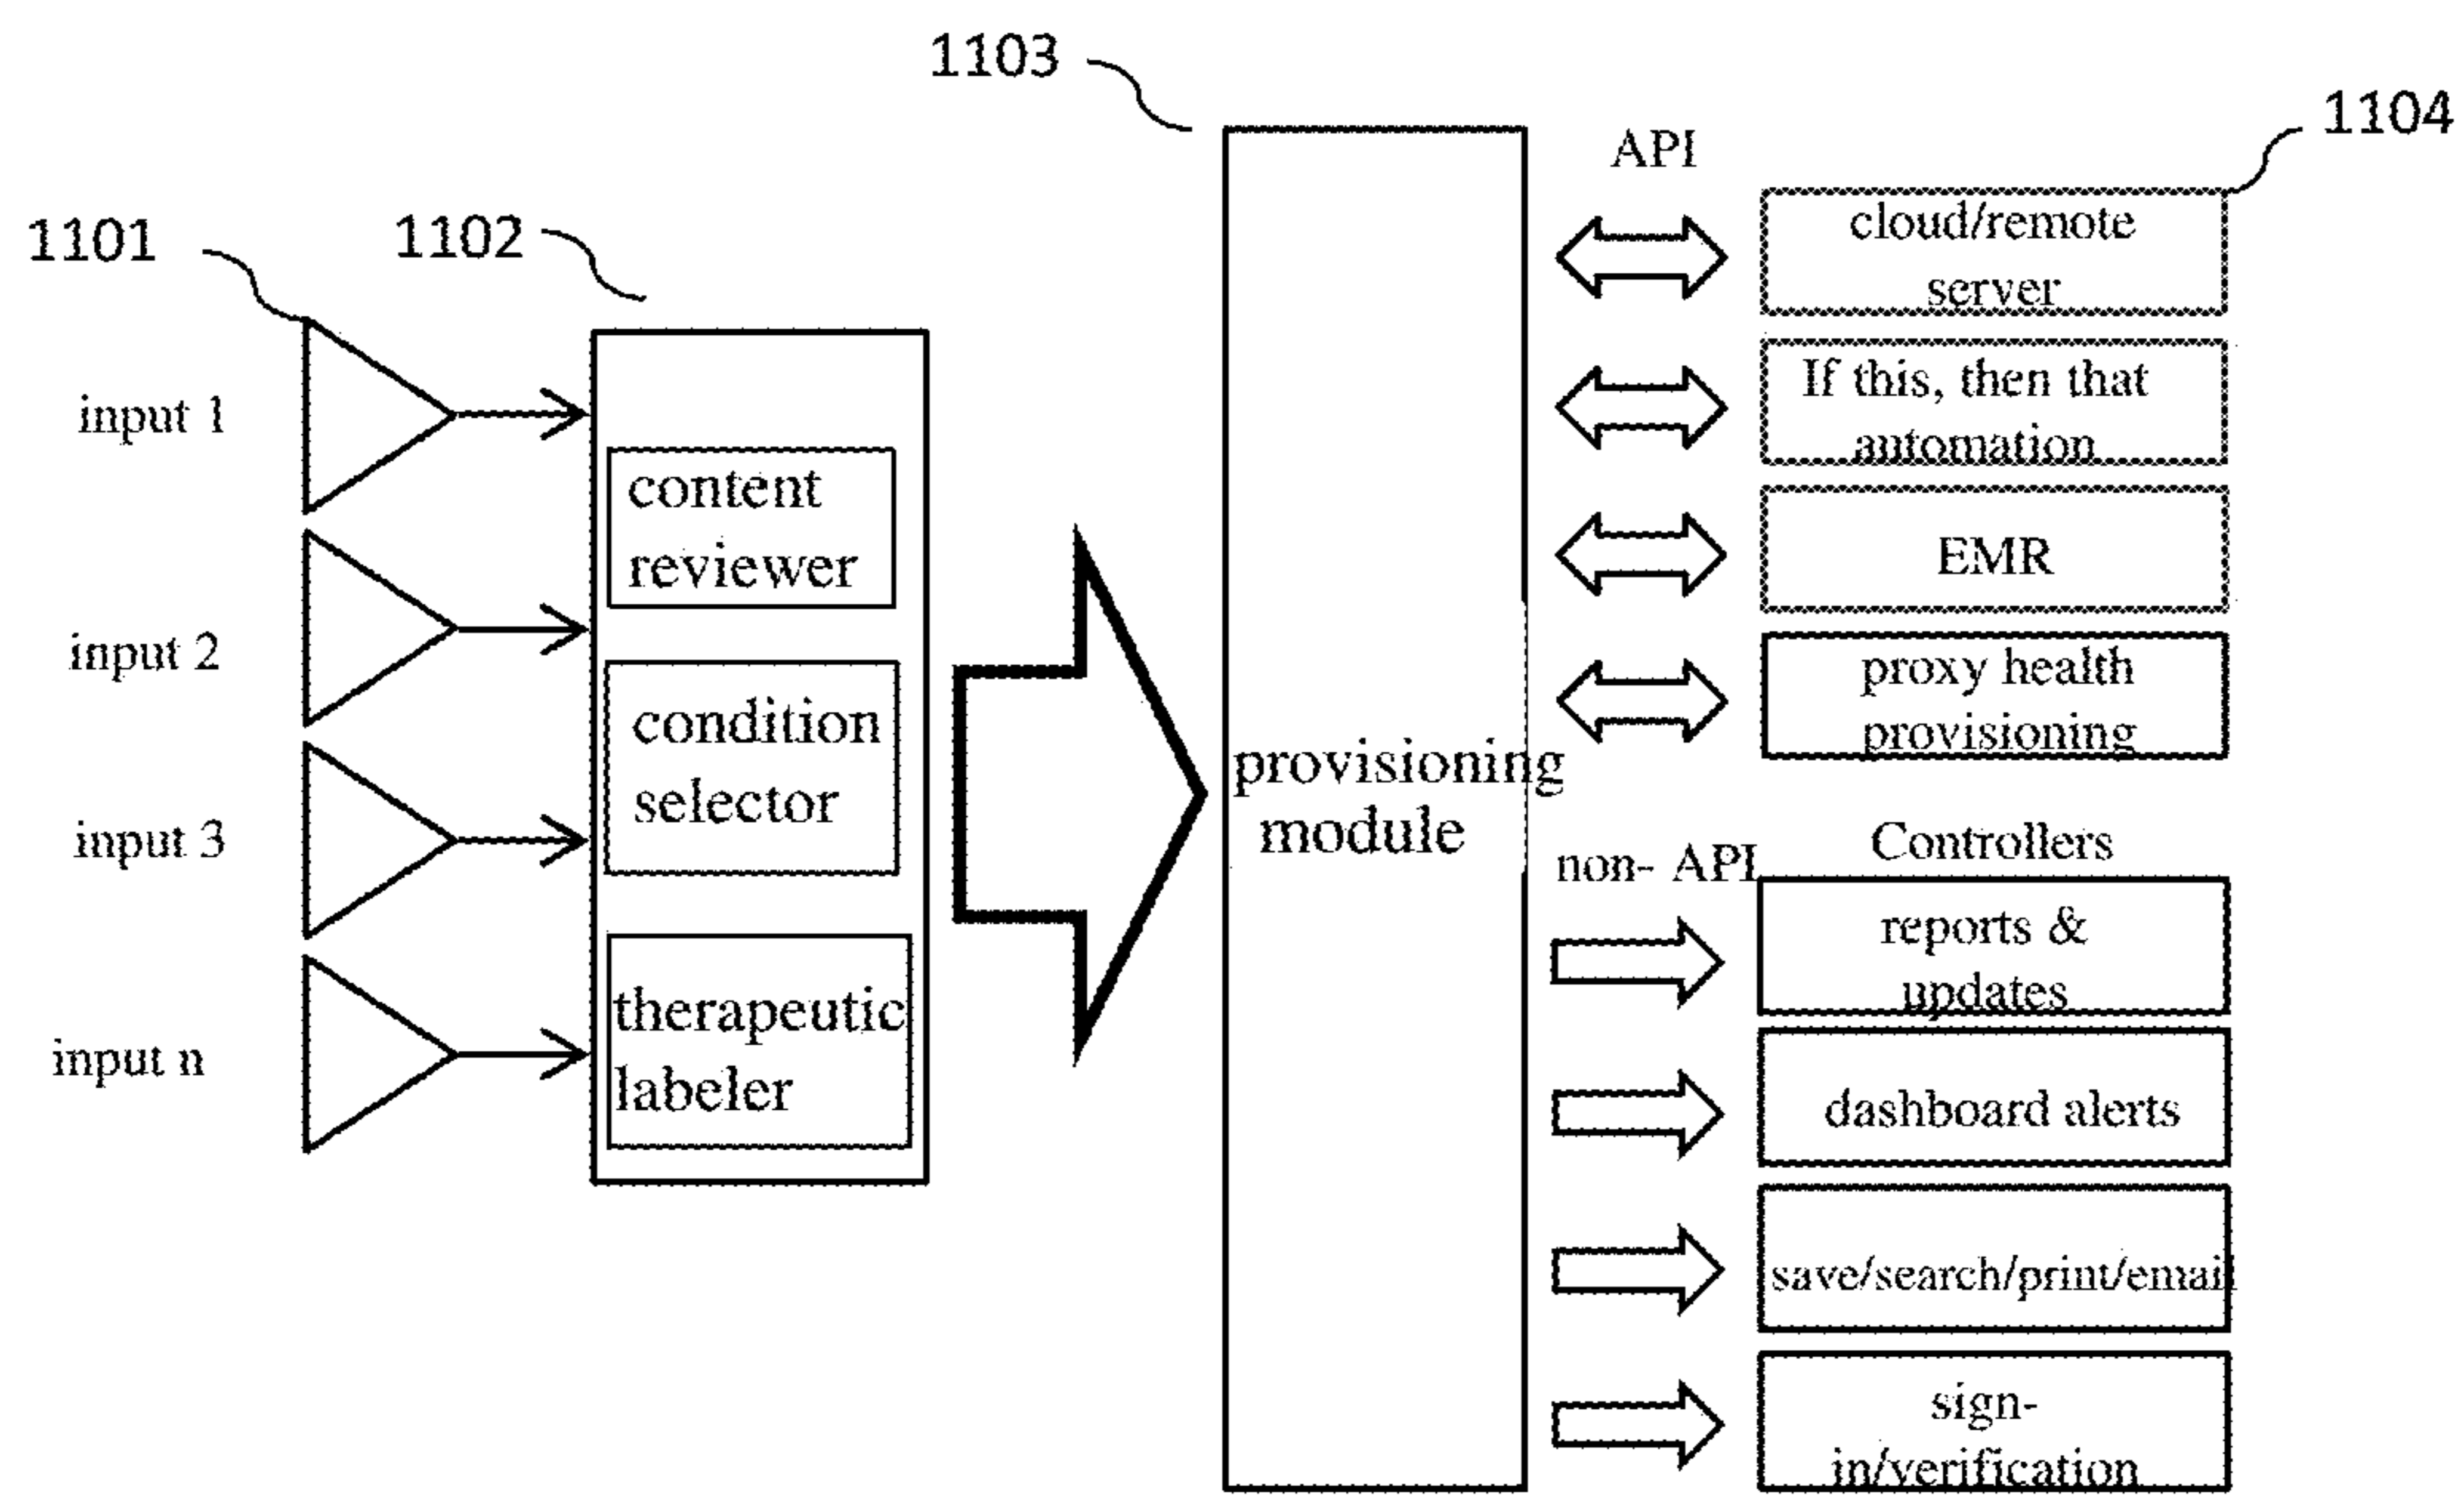 1103
1104
API
1101
1102
cloud/remote
server
If this, then that
automation
input 1
content
reviewer
EMR
input 2
proxy health
provisioning
condition
selector
provisioning
module
input 3
non- API
Controllers
reports &
updates
therapeutic
labeler
input n
dashboard alerts
save/search/print/email
sign-
in/verification